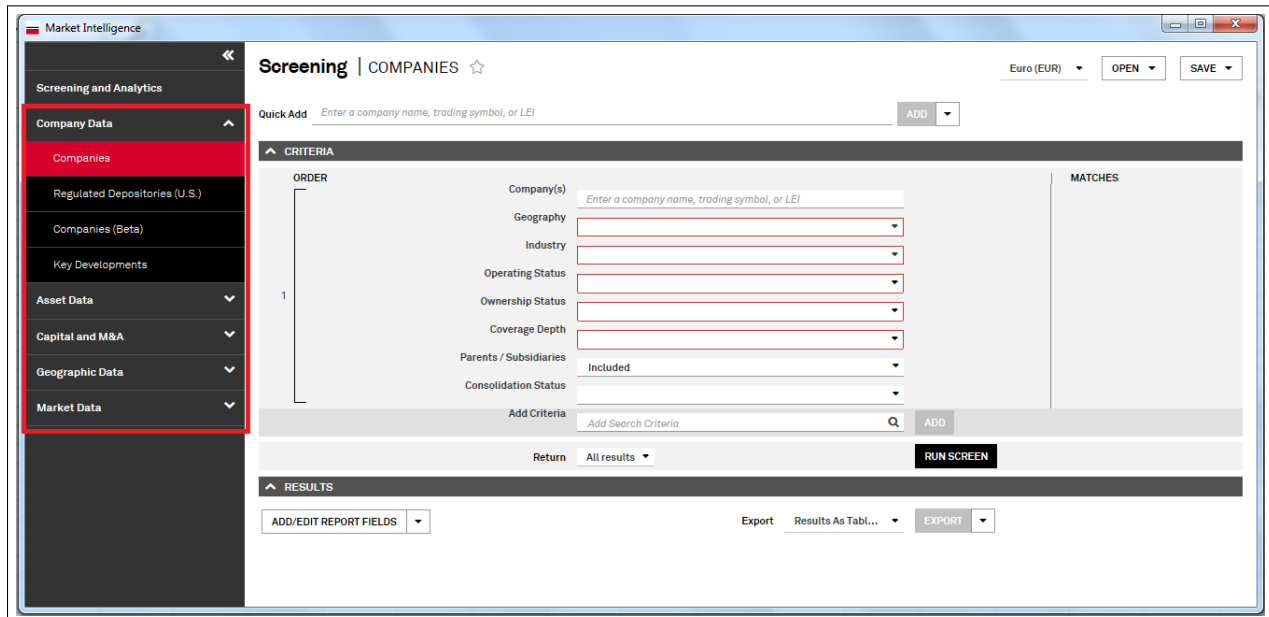 Market Intelligence
Screening and Analytics
Company Data
Companies
Regulated Depositories (U.S.)
Companies (Beta)
Key Developments
Asset Data
Capital and M&A
Geographic Data
Market Data
Screening | COMPANIES
Euro (EUR)
OPEN
SAVE
Quick Add Enter a company name, trading symbol, or LEI ADD
CRITERIA
ORDER
MATCHES
1
Company(s) Enter a company name, trading symbol, or LEI
Geography
Industry
Operating Status
Ownership Status
Coverage Depth
Parents / Subsidiaries Included
Consolidation Status
Add Criteria Add Search Criteria ADD
Return All results RUN SCREEN
RESULTS
ADD/EDIT REPORT FIELDS Export Results As Tabl... EXPORT